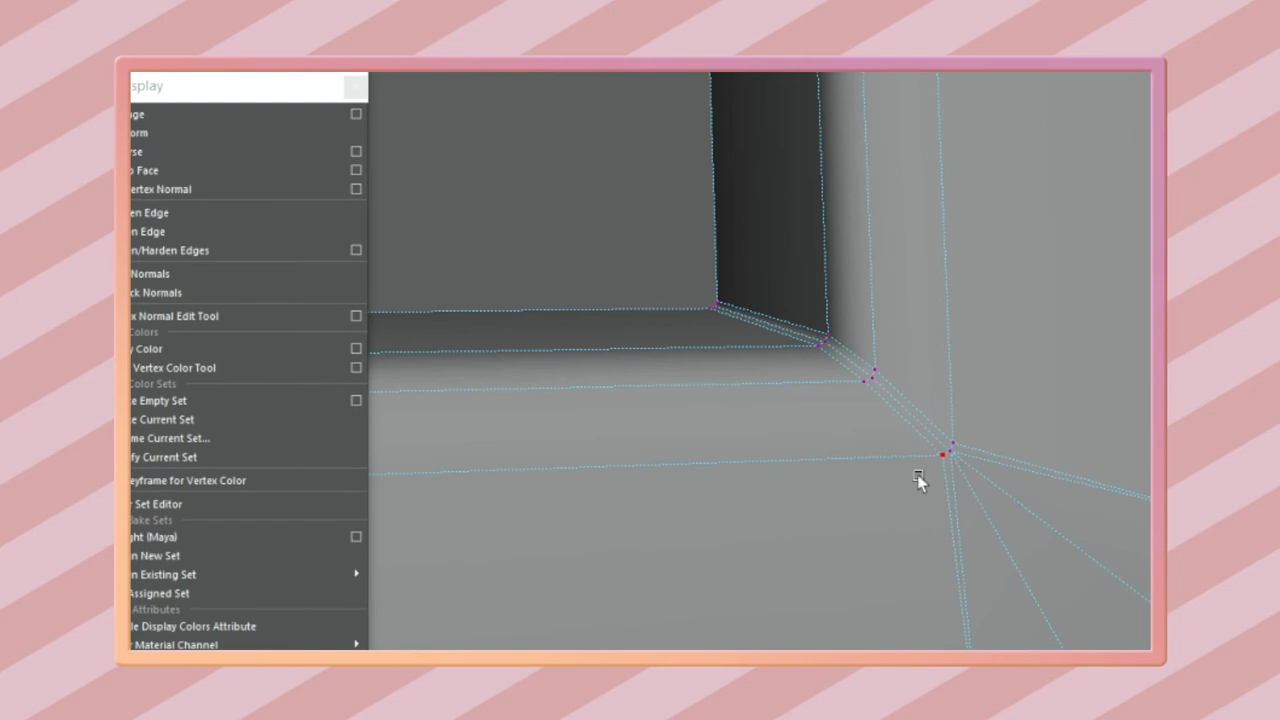 splay
ge
orm
rse
o Face
ertex Normal
en Edge
n Edge
en/Harden Edges
Normals
ck Normals
x Normal Edit Tool
Colors
y Color
Vertex Color Tool
Color Sets
te Empty Set
e Current Set
me Current Set...
fy Current Set
eyframe for Vertex Color
r Set Editor
Bake Sets
ght (Maya)
n New Set
n Existing Set
Assigned Set
Attributes
le Display Colors Attribute
r Material Channel